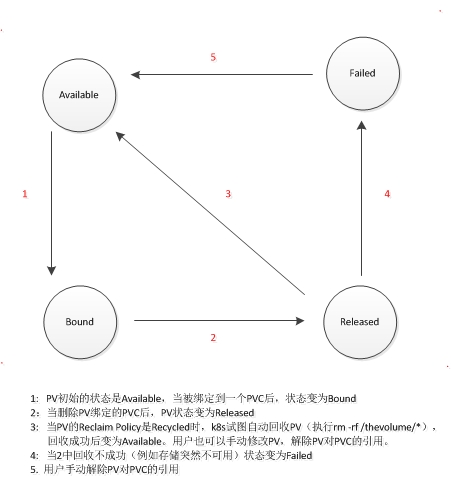 5
Available
Failed
1
3
4
Bound
2
Released
1: PV初始的状态是Available，当被绑定到一个PVC后，状态变为Bound
2：当删除PV绑定的PVC后，PV状态变为Released
3: 当PV的Reclaim Policy是Recycled时，k8s试图自动回收PV（执行rm -rf /thevolume/*），
回收成功后变为Available。用户也可以手动修改PV，解除PV对PVC的引用。
4: 当2中回收不成功（例如存储突然不可用）状态变为Failed
5. 用户手动解除PV对PVC的引用